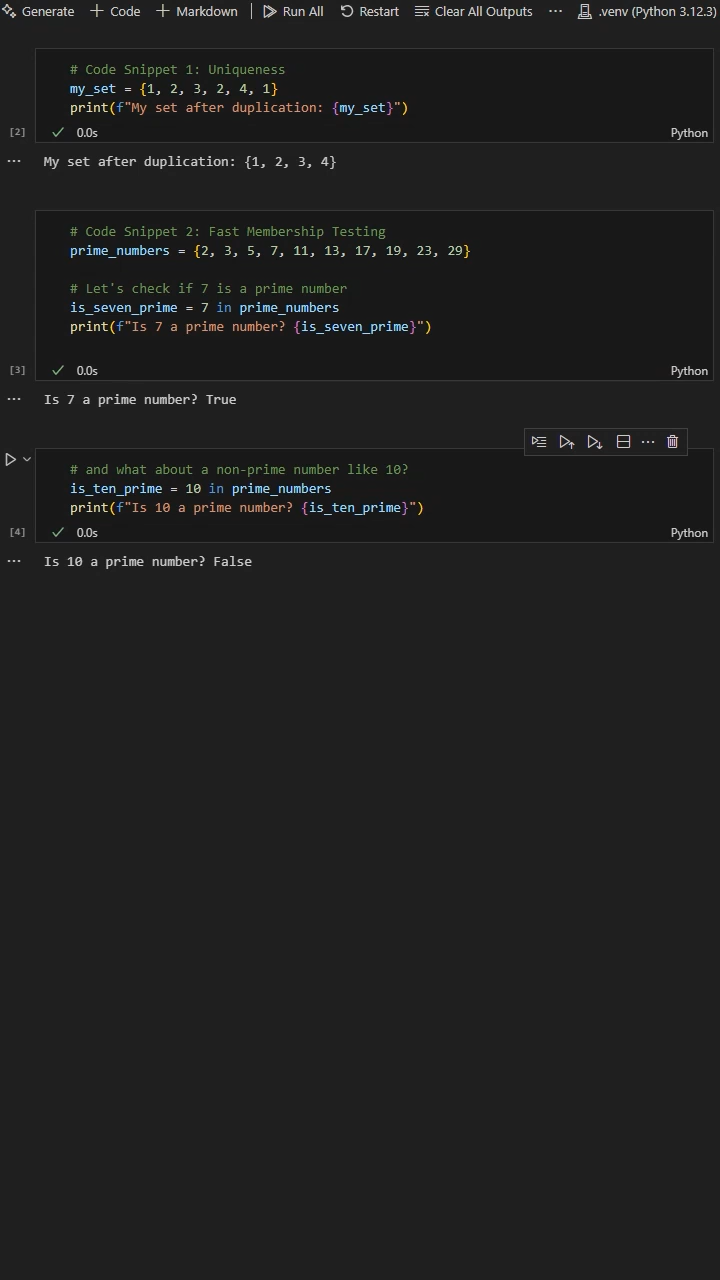 Generate + Code + Markdown | Run All Restart Clear All Outputs ··· .venv (Python 3.12.3)
# Code Snippet 1: Uniqueness
my_set = {1, 2, 3, 2, 4, 1}
print(f"My set after duplication: {my_set}")
[2] ✓ 0.0s Python
··· My set after duplication: {1, 2, 3, 4}
# Code Snippet 2: Fast Membership Testing
prime_numbers = {2, 3, 5, 7, 11, 13, 17, 19, 23, 29}
# Let's check if 7 is a prime number
is_seven_prime = 7 in prime_numbers
print(f"Is 7 a prime number? {is_seven_prime}")
[3] ✓ 0.0s Python
··· Is 7 a prime number? True
# and what about a non-prime number like 10?
is_ten_prime = 10 in prime_numbers
print(f"Is 10 a prime number? {is_ten_prime}")
[4] ✓ 0.0s Python
··· Is 10 a prime number? False